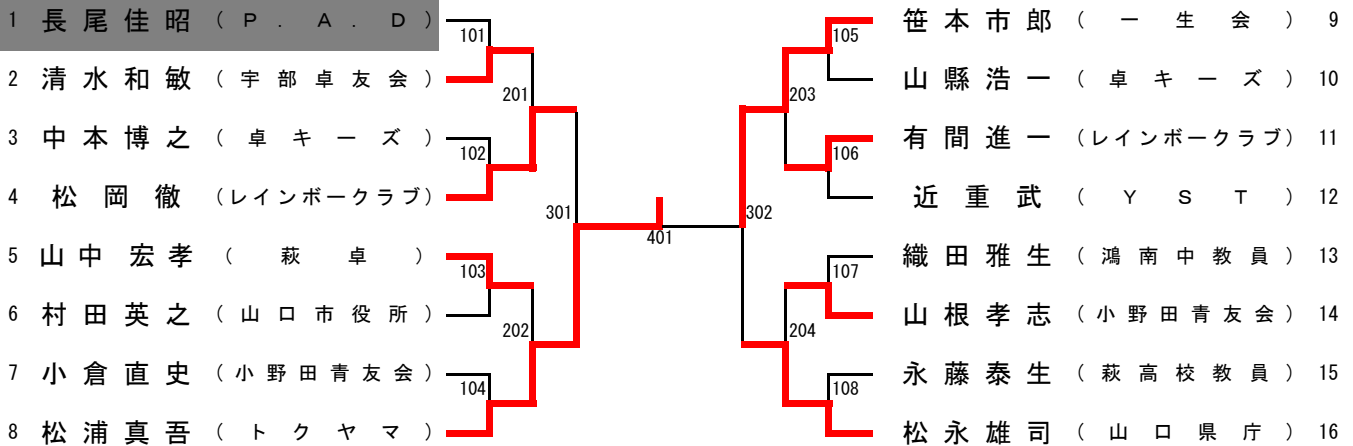 1 長尾佳昭 (P.A.D)
2 清水和敏 (宇部卓友会)
3 中本博之 (卓キーズ)
4 松岡徹 (レインボークラブ)
5 山中宏孝 (萩卓)
6 村田英之 (山口市役所)
7 小倉直史 (小野田青友会)
8 松浦真吾 (トクヤマ)
101
102
103
104
201
202
301
401
302
203
204
105
106
107
108
笹本市郎 (一生会) 9
山縣浩一 (卓キーズ) 10
有間進一 (レインボークラブ) 11
近重武 (YST) 12
織田雅生 (鴻南中教員) 13
山根孝志 (小野田青友会) 14
永藤泰生 (萩高校教員) 15
松永雄司 (山口県庁) 16